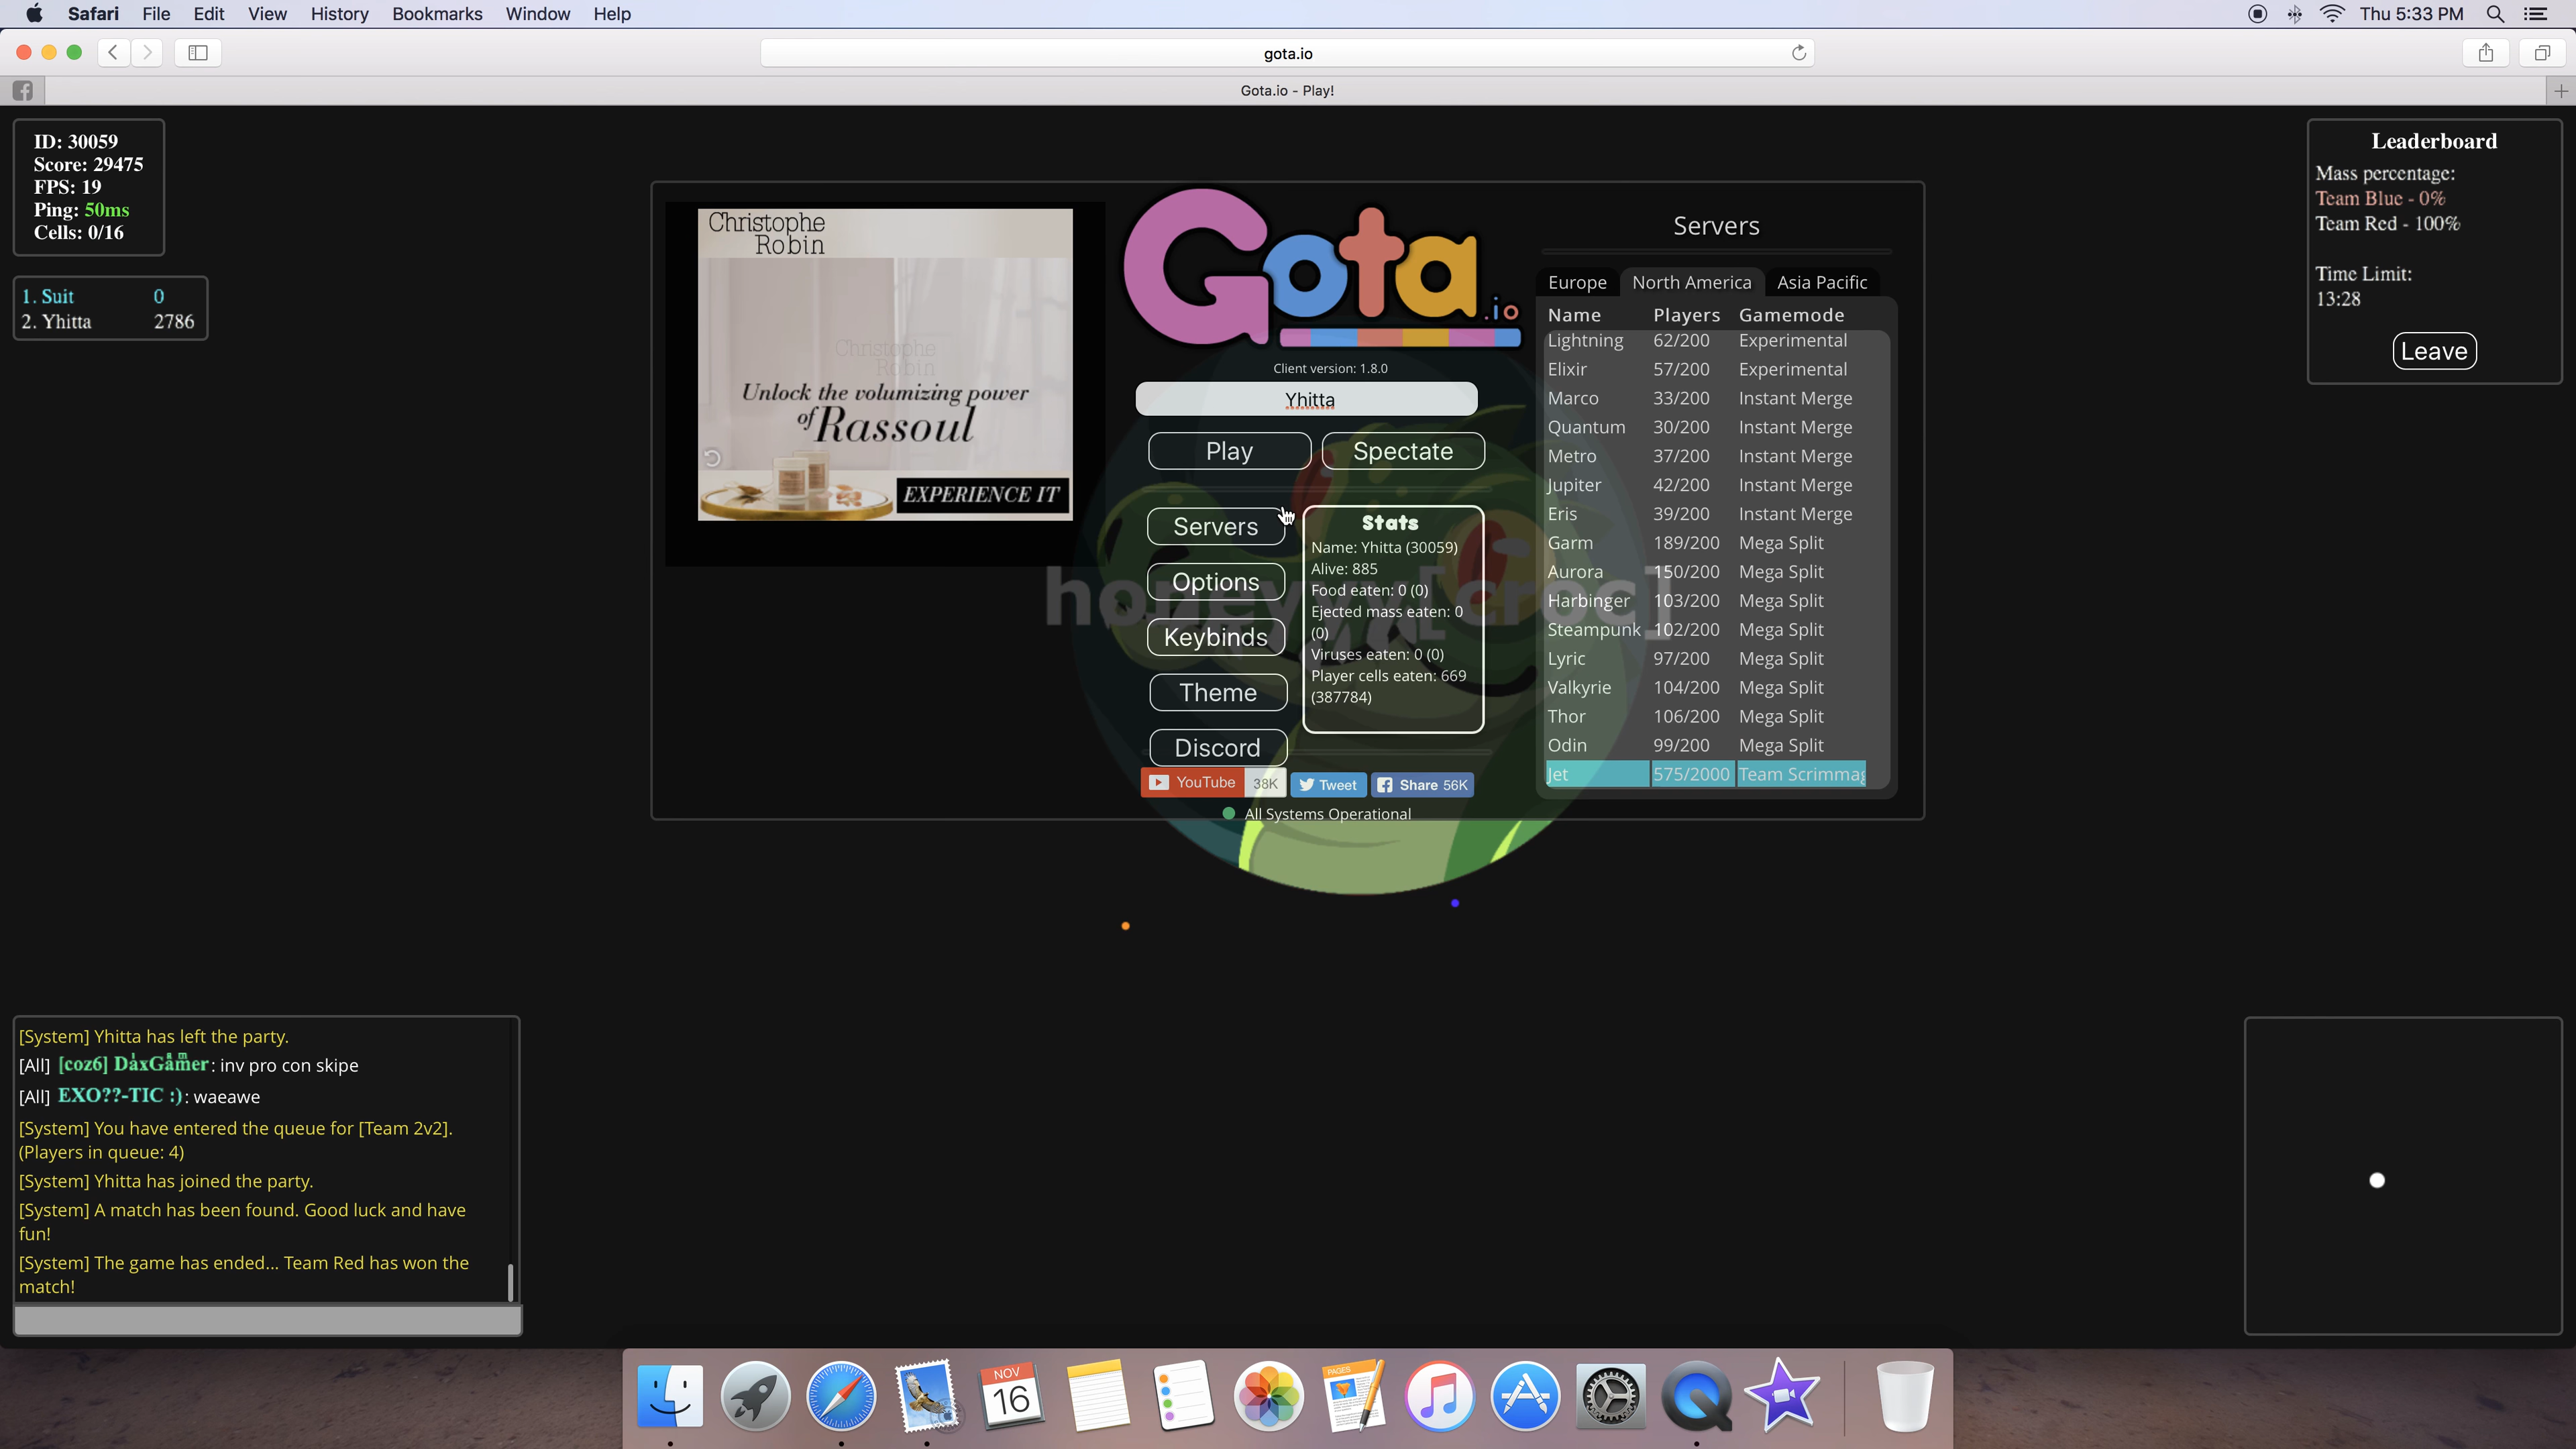 Safari File Edit View History Bookmarks Window Help
Thu 5:33 PM
gota.io
Gota.io - Play!
ID: 30059
Score: 29475
FPS: 19
Ping: 50ms
Cells: 0/16
1. Suit 0
2. Yhitta 2786
Christophe
Robin
Christophe
Robin
Unlock the volumizing power
of Rassoul
EXPERIENCE IT
Gota.io
Client version: 1.8.0
Yhitta
Play Spectate
Servers
Options
Keybinds
Theme
Discord
Stats
Name: Yhitta (30059)
Alive: 885
Food eaten: 0 (0)
Ejected mass eaten: 0
(0)
Viruses eaten: 0 (0)
Player cells eaten: 669
(387784)
YouTube 38K Tweet Share 56K
All Systems Operational
Servers
Europe North America Asia Pacific
Name Players Gamemode
Lightning 62/200 Experimental
Elixir 57/200 Experimental
Marco 33/200 Instant Merge
Quantum 30/200 Instant Merge
Metro 37/200 Instant Merge
Jupiter 42/200 Instant Merge
Eris 39/200 Instant Merge
Garm 189/200 Mega Split
Aurora 150/200 Mega Split
Harbinger 103/200 Mega Split
Steampunk 102/200 Mega Split
Lyric 97/200 Mega Split
Valkyrie 104/200 Mega Split
Thor 106/200 Mega Split
Odin 99/200 Mega Split
Jet 575/2000 Team Scrimmag
Leaderboard
Mass percentage:
Team Blue - 0%
Team Red - 100%
Time Limit:
13:28
Leave
[System] Yhitta has left the party.
[All] [coz6] DaxGamer: inv pro con skipe
[All] EXO??-TIC :): waeawe
[System] You have entered the queue for [Team 2v2].
(Players in queue: 4)
[System] Yhitta has joined the party.
[System] A match has been found. Good luck and have
fun!
[System] The game has ended... Team Red has won the
match!
NOV
16
PAGES